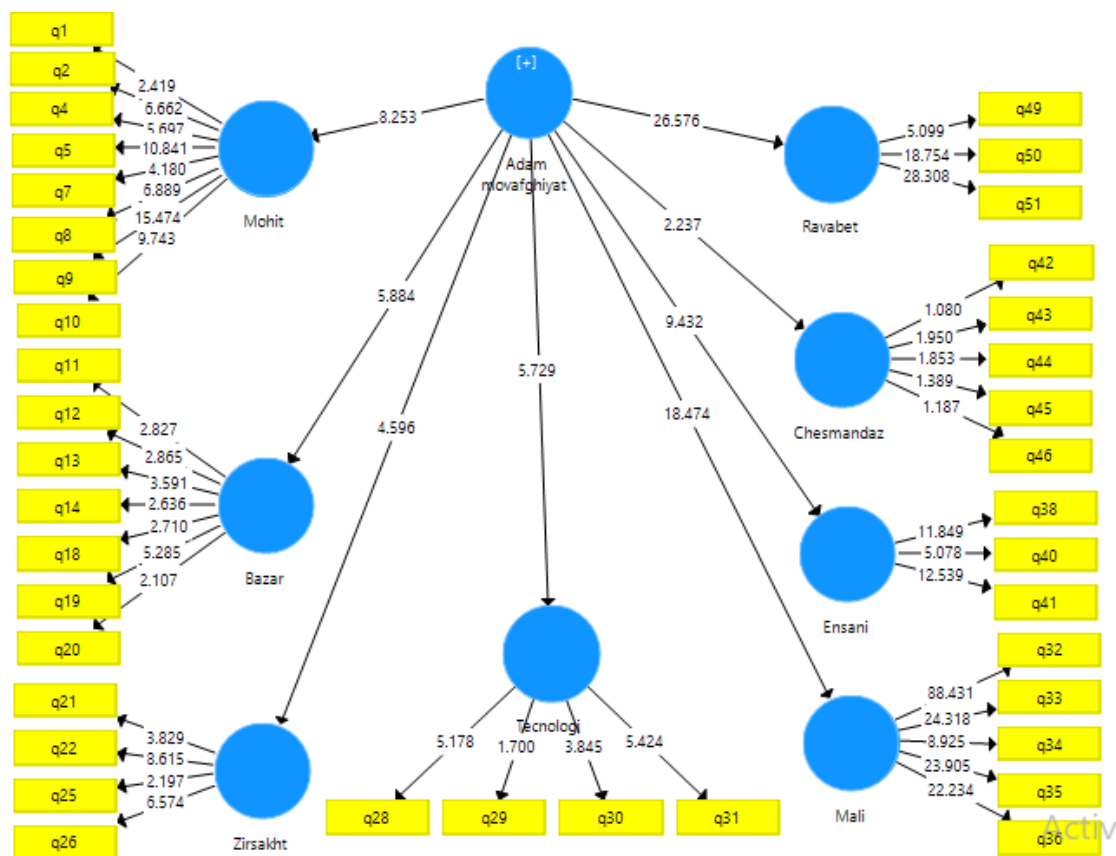 q1
q2
q4
q5
q7
q8
q9
q10
2.419
6.662
5.697
10.841
4.180
6.889
15.474
9.743
Mohit
8.253
[+]
Adam
movafghiyat
26.576
Ravabet
5.099
18.754
28.308
q49
q50
q51
2.237
Chesmandaz
1.080
1.950
1.853
1.389
1.187
q42
q43
q44
q45
q46
q11
q12
q13
q14
q18
q19
q20
2.827
2.865
3.591
2.636
2.710
5.285
2.107
Bazar
5.884
4.596
5.729
9.432
18.474
Ensani
11.849
5.078
12.539
q38
q40
q41
q21
q22
q25
q26
3.829
8.615
2.197
6.574
Zirsakht
Tecnologi
5.178
1.700
3.845
5.424
q28
q29
q30
q31
Mali
88.431
24.318
8.925
23.905
22.234
q32
q33
q34
q35
q36
Activ